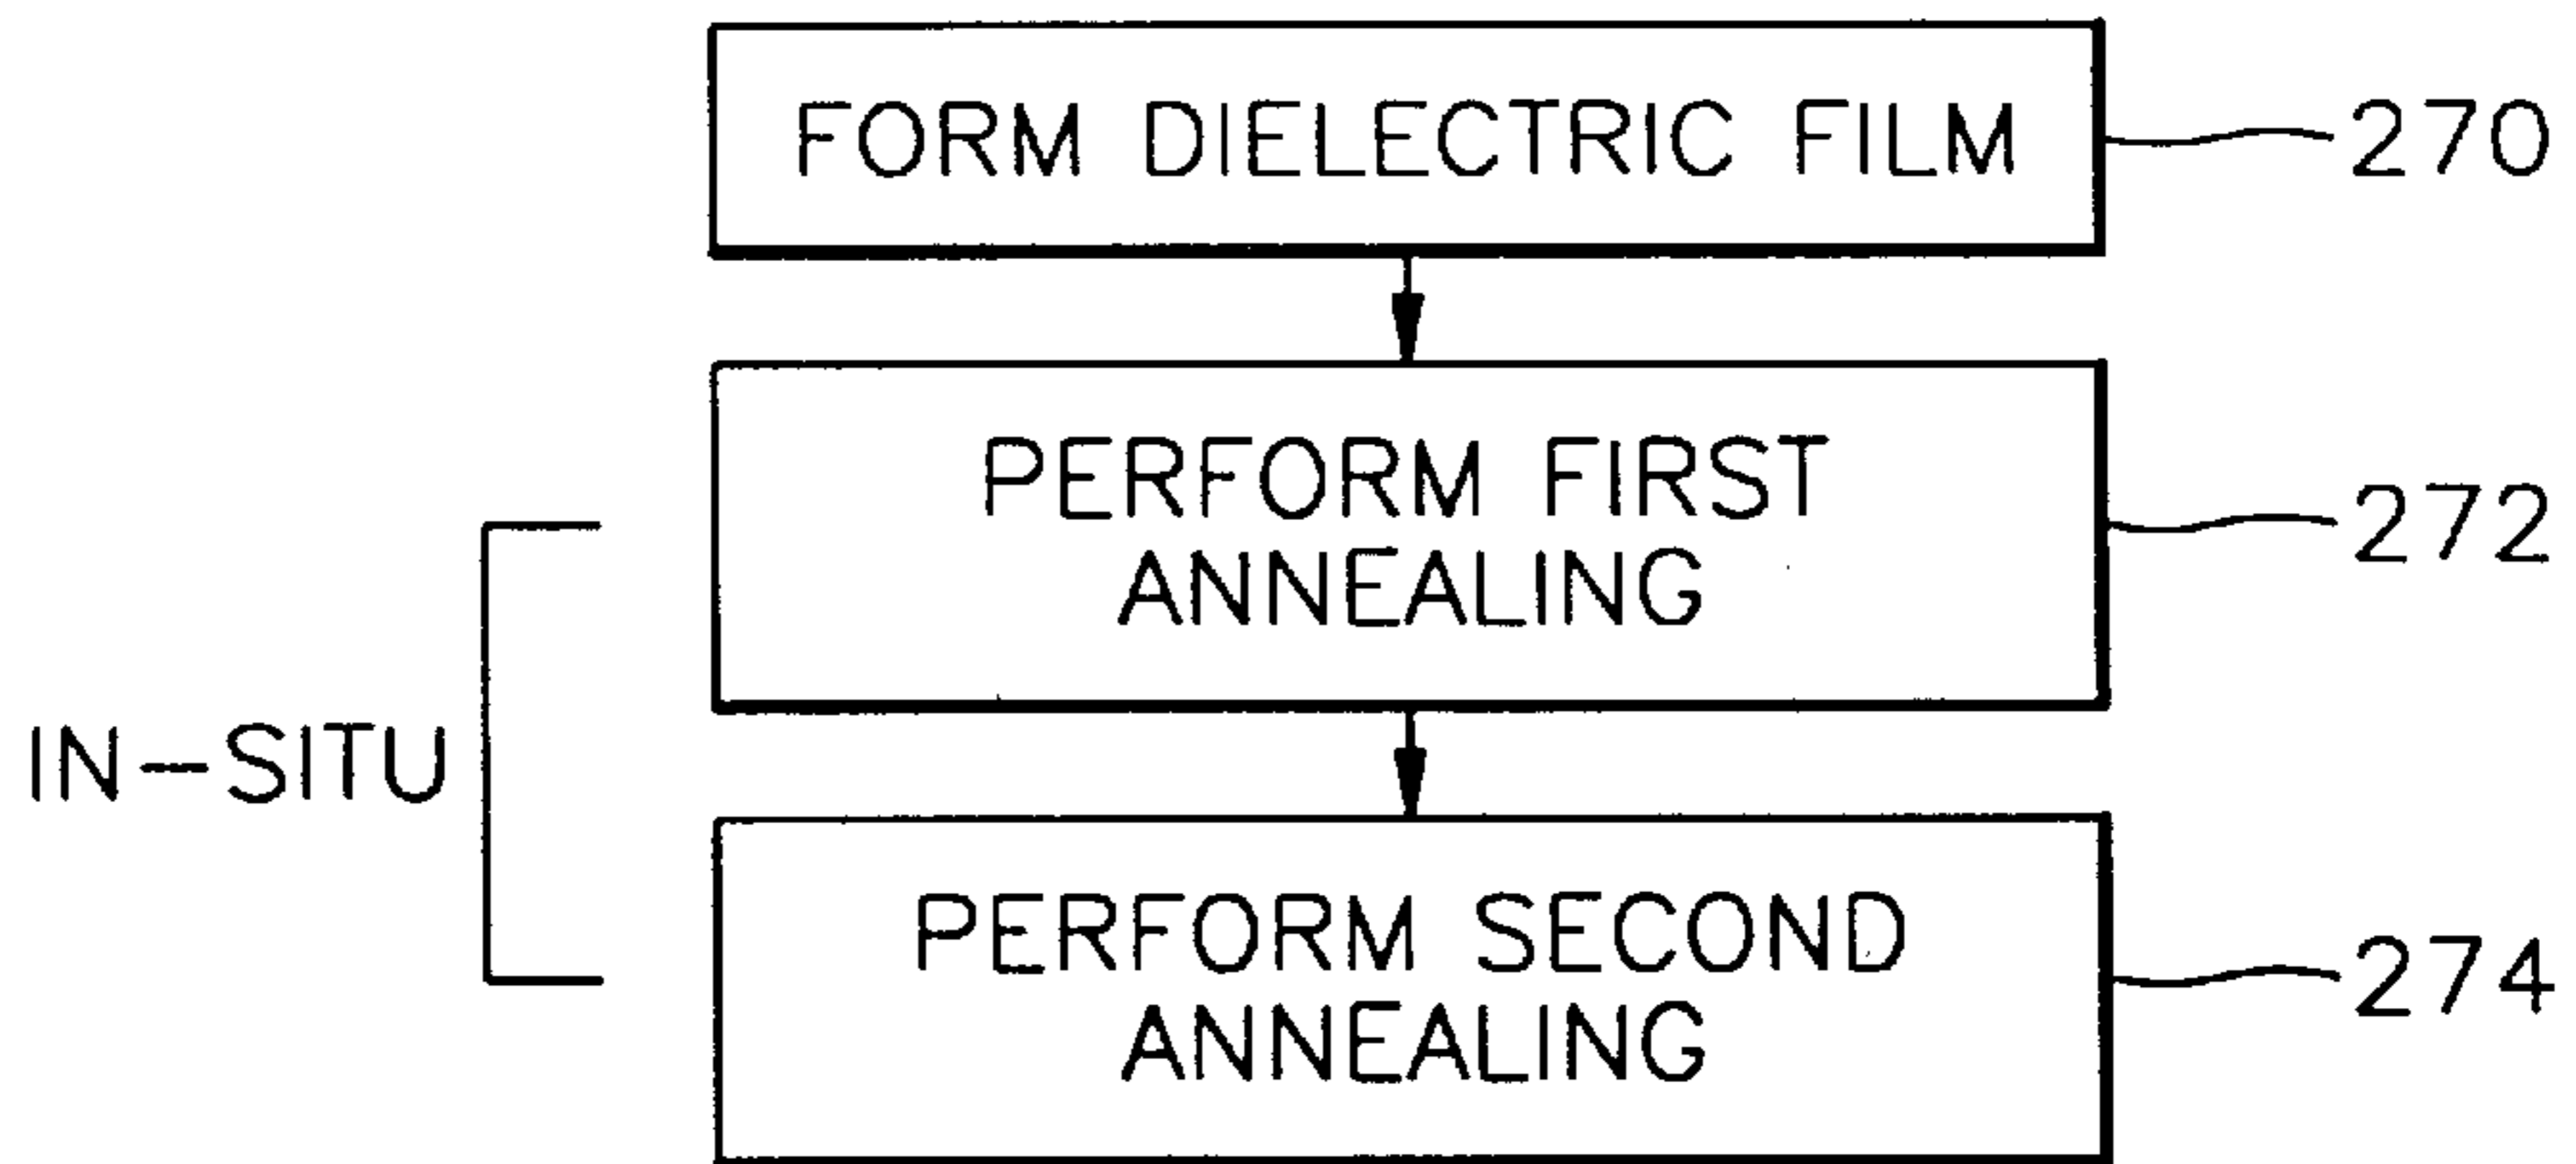 FORM DIELECTRIC FILM
270
PERFORM FIRST
ANNEALING
272
IN-SITU
PERFORM SECOND
ANNEALING
274